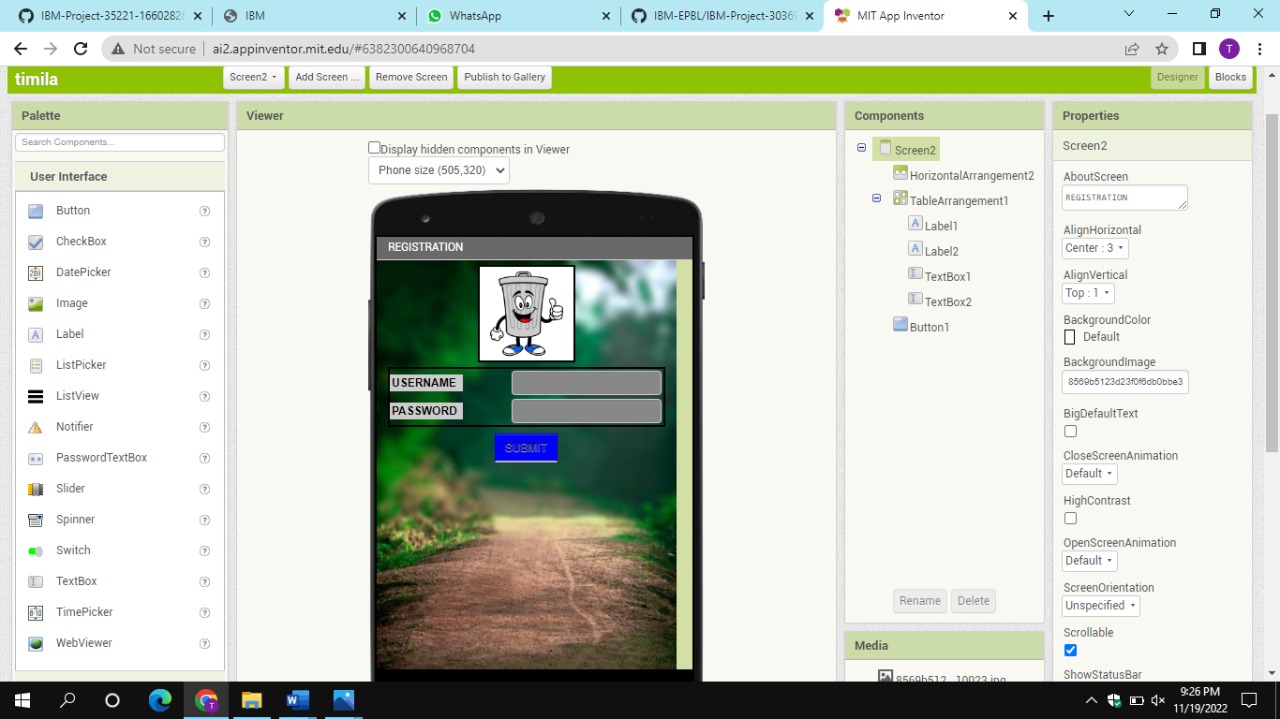 IBM-Project-35221-16602828
IBM
WhatsApp
IBM-EPBL/IBM-Project-3036
MIT App Inventor
Not secure
ai2.appinventor.mit.edu/#6382300640968704
T
timila
Screen2
Add Screen ...
Remove Screen
Publish to Gallery
Designer
Blocks
Palette
Viewer
Components
Properties
Search Components...
User Interface
Button
CheckBox
DatePicker
Image
Label
ListPicker
ListView
Notifier
PasswordTextBox
Slider
Spinner
Switch
TextBox
TimePicker
WebViewer
Display hidden components in Viewer
Phone size (505,320)
REGISTRATION
USERNAME
PASSWORD
SUBMIT
Screen2
HorizontalArrangement2
TableArrangement1
Label1
Label2
TextBox1
TextBox2
Button1
Rename
Delete
Media
8569b512...10023.jpg
Screen2
AboutScreen
REGISTRATION
AlignHorizontal
Center : 3
AlignVertical
Top : 1
BackgroundColor
Default
BackgroundImage
8569b5123d23f0f6db0bbe3
BigDefaultText
CloseScreenAnimation
Default
HighContrast
OpenScreenAnimation
Default
ScreenOrientation
Unspecified
Scrollable
ShowStatusBar
9:26 PM
11/19/2022